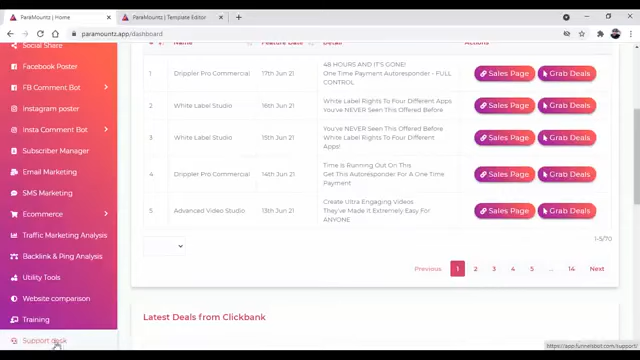 ParaMountz | Home
ParaMountz | Template Editor
paramountz.app/dashboard
Social Share
Facebook Poster
FB Comment Bot
Instagram poster
Insta Comment Bot
Subscriber Manager
Email Marketing
SMS Marketing
Ecommerce
Traffic Marketing Analysis
Backlink & Ping Analysis
Utility Tools
Website comparison
Training
Support desk
# Name Feature Date Detail Actions
1 Drippler Pro Commercal 17th Jun 21 48 HOURS AND IT'S GONE!
One Time Payment Autoresponder - FULL
CONTROL
Sales Page Grab Deals
2 White Label Studio 16th Jun 21 White Label Rights To Four Different Apps
You've NEVER Seen This Offered Before
Sales Page Grab Deals
3 White Label Studio 15th Jun 21 You've NEVER Seen This Offered Before
White Label Rights To Four Different
Apps!
Sales Page Grab Deals
4 Drippler Pro Commercal 14th Jun 21 Time Is Running Out On This
Get This Autoresponder For A One Time
Payment
Sales Page Grab Deals
5 Advanced Video Studio 13th Jun 21 Create Ultra Engaging Videos
They've Made It Extremely Easy For
ANYONE
Sales Page Grab Deals
1-5/70
Previous 1 2 3 4 5 ... 14 Next
Latest Deals from Clickbank
https://app.funnelsbot.com/support/